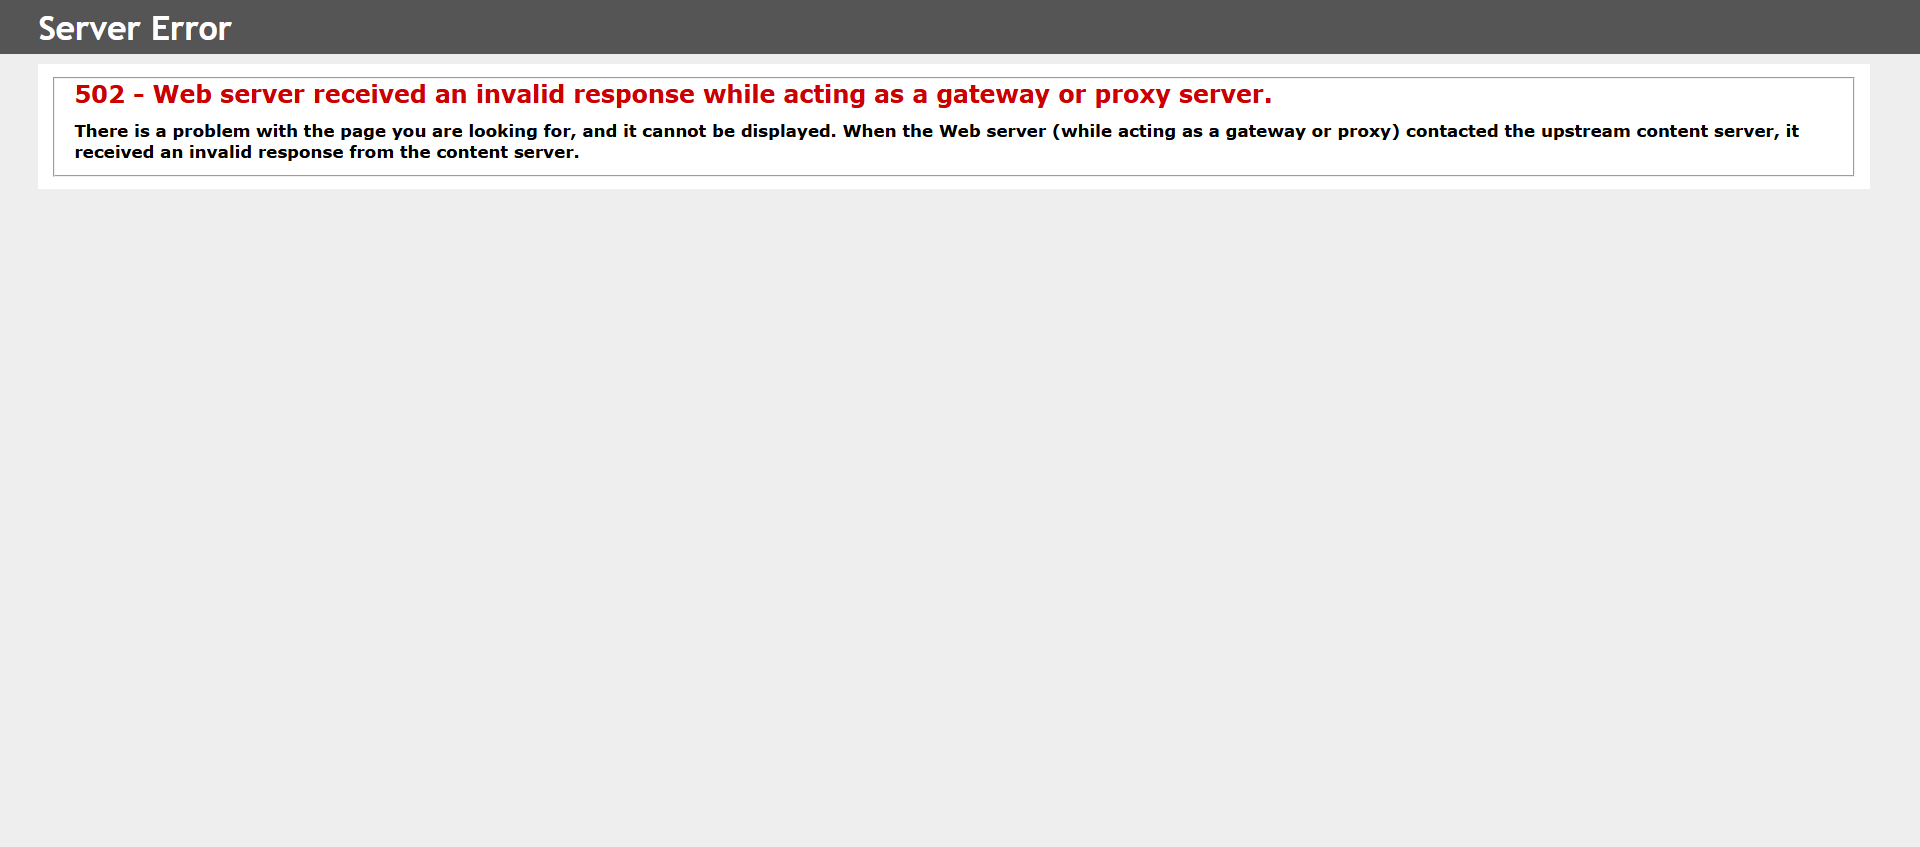 Server Error
502 - Web server received an invalid response while acting as a gateway or proxy server.
There is a problem with the page you are looking for, and it cannot be displayed. When the Web server (while acting as a gateway or proxy) contacted the upstream content server, it
received an invalid response from the content server.